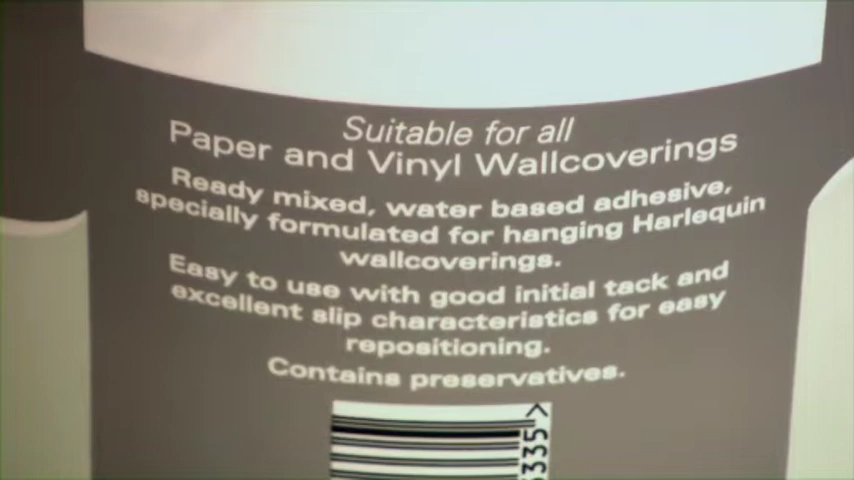 Suitable for all
Paper and Vinyl Wallcoverings
Ready mixed, water based adhesive,
specially formulated for hanging Harlequin
wallcoverings.
Easy to use with good initial tack and
excellent slip characteristics for easy
repositioning.
Contains preservatives.
335>